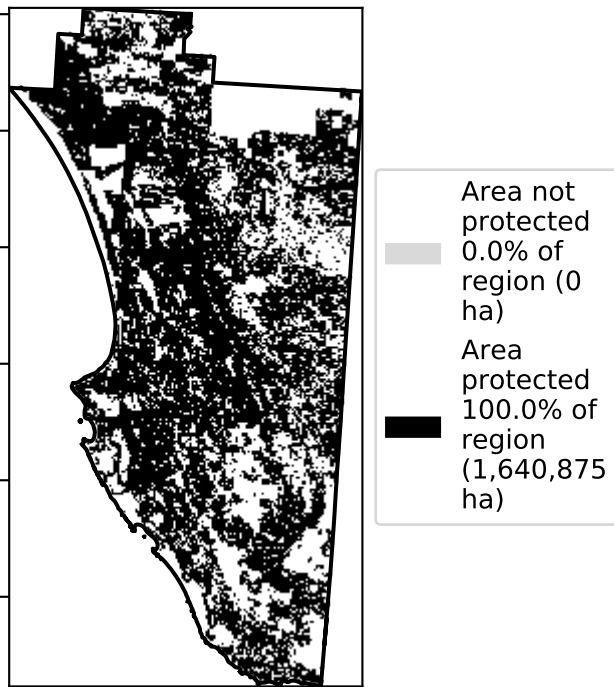 Area not
protected
0.0% of
region (0
ha)
Area
protected
100.0% of
region
(1,640,875
ha)